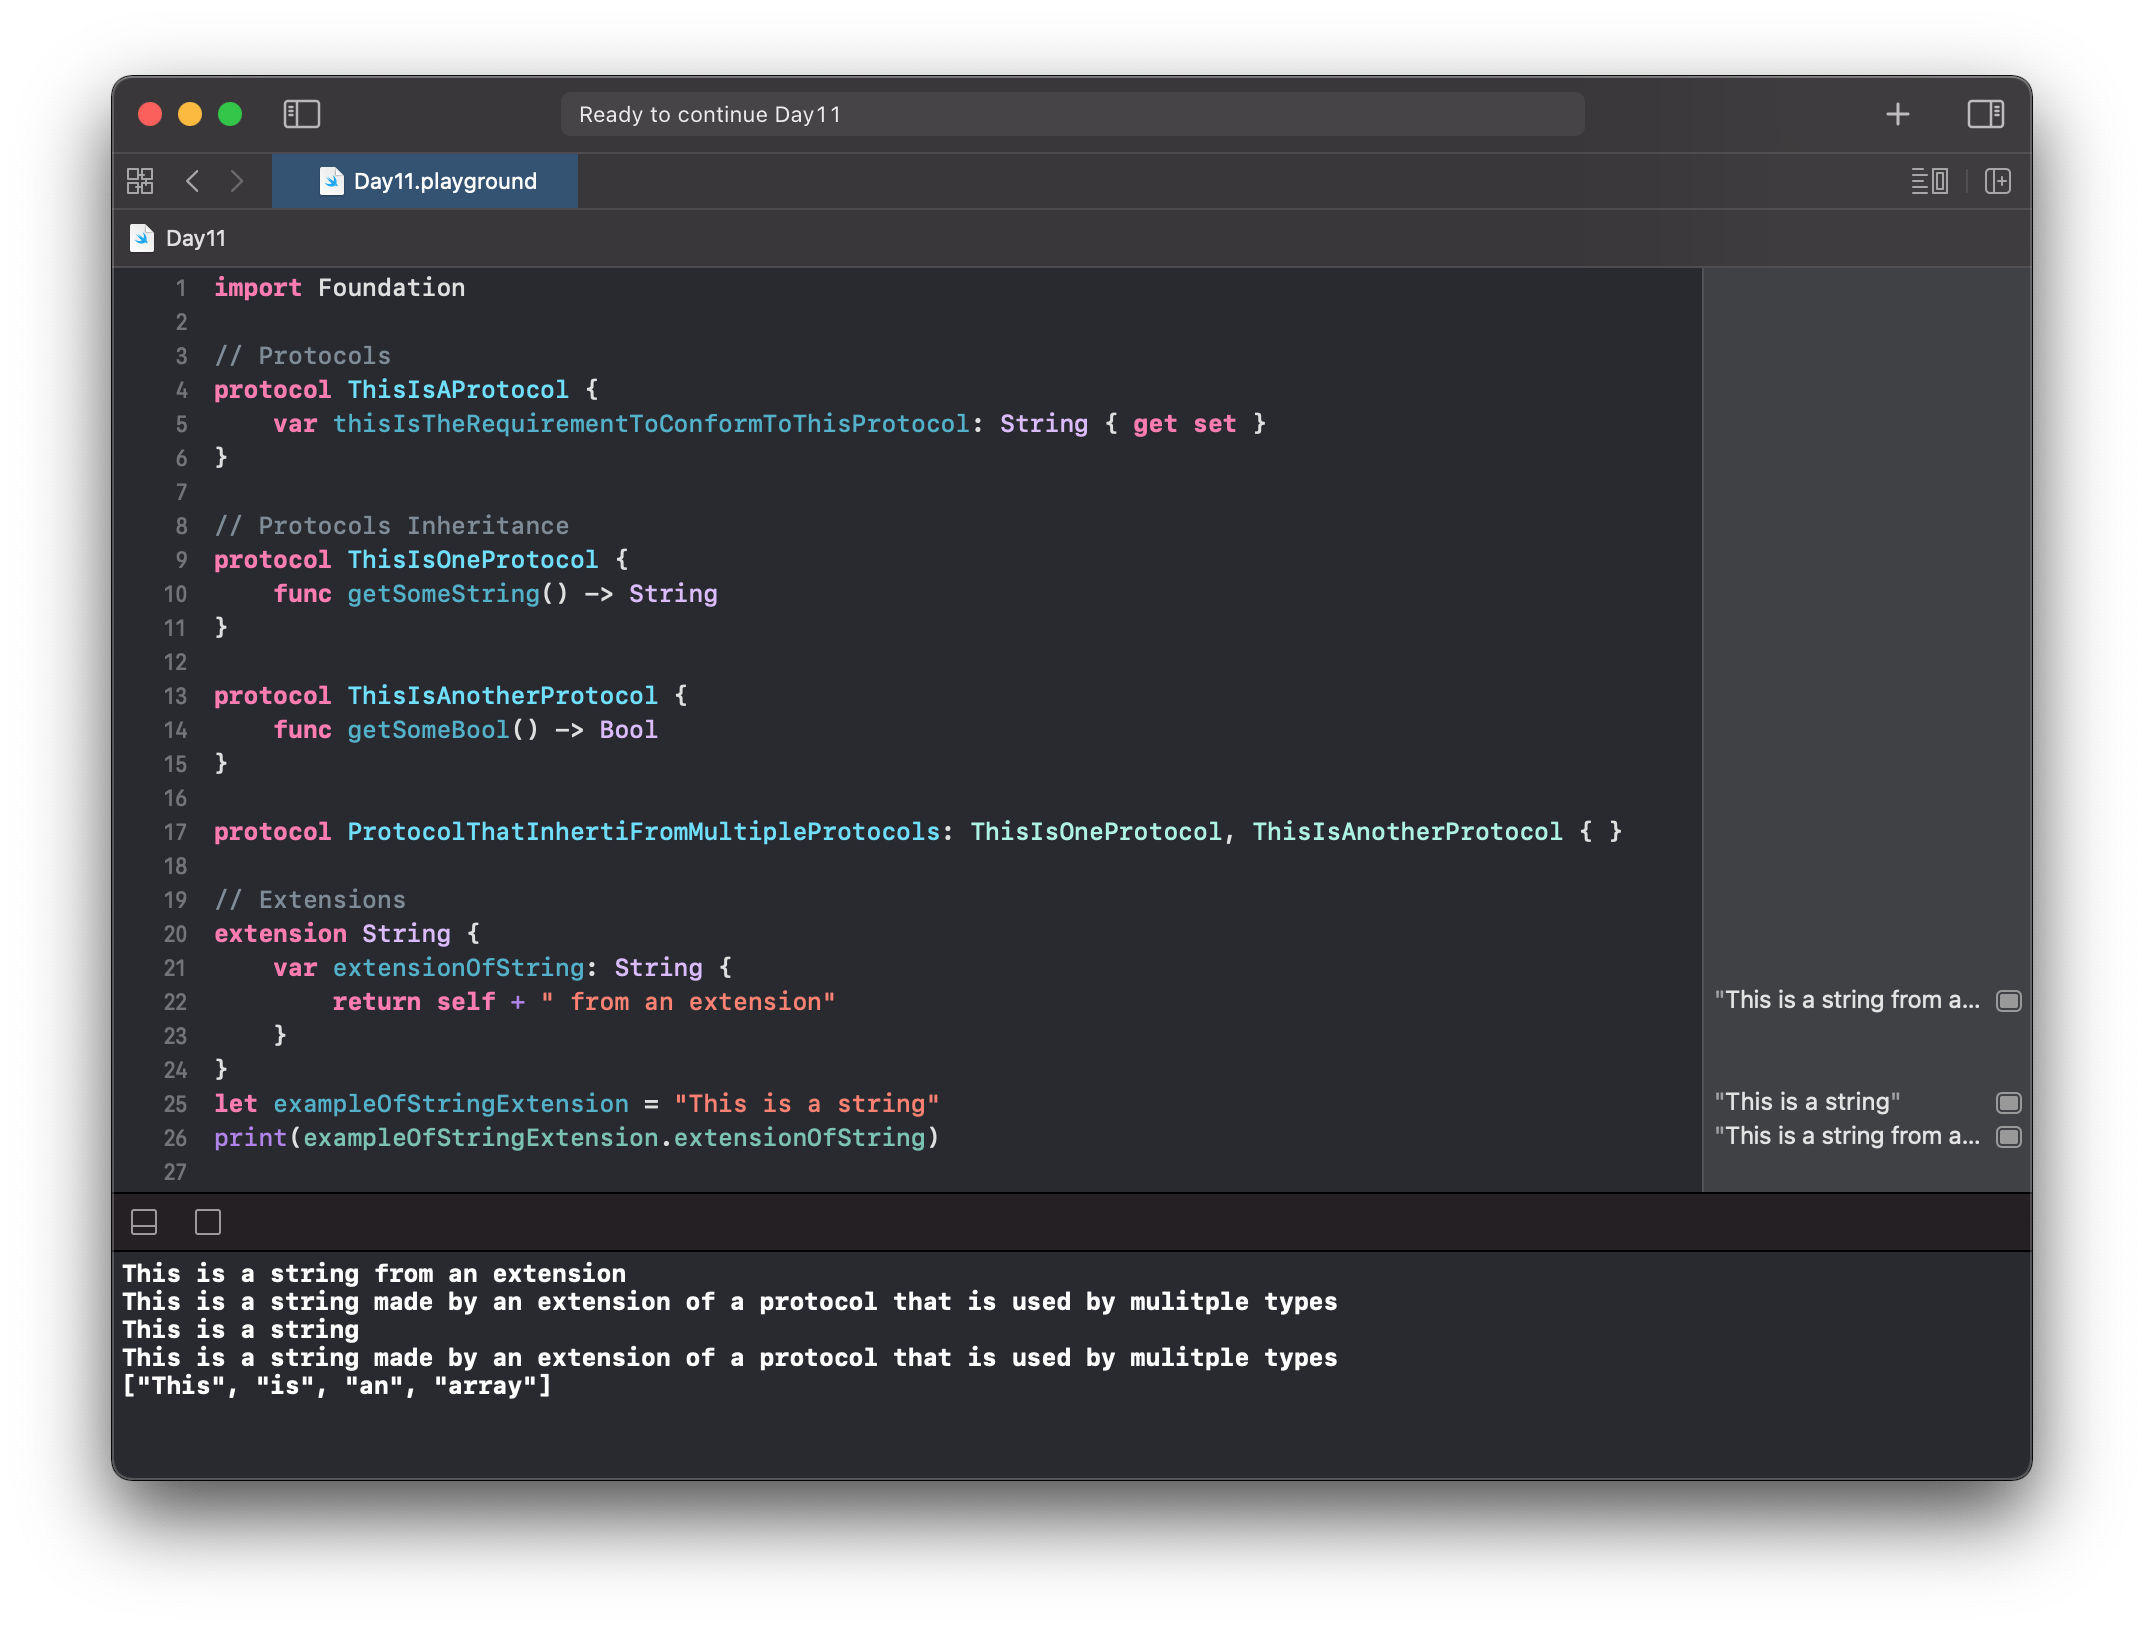 Ready to continue Day11
Day11.playground
Day11
1 import Foundation
2
3 // Protocols
4 protocol ThisIsAProtocol {
5     var thisIsTheRequirementToConformToThisProtocol: String { get set }
6 }
7
8 // Protocols Inheritance
9 protocol ThisIsOneProtocol {
10     func getSomeString() -> String
11 }
12
13 protocol ThisIsAnotherProtocol {
14     func getSomeBool() -> Bool
15 }
16
17 protocol ProtocolThatInhertiFromMultipleProtocols: ThisIsOneProtocol, ThisIsAnotherProtocol { }
18
19 // Extensions
20 extension String {
21     var extensionOfString: String {
22         return self + " from an extension" "This is a string from a...
23     }
24 }
25 let exampleOfStringExtension = "This is a string" "This is a string"
26 print(exampleOfStringExtension.extensionOfString) "This is a string from a...
27
This is a string from an extension
This is a string made by an extension of a protocol that is used by mulitple types
This is a string
This is a string made by an extension of a protocol that is used by mulitple types
["This", "is", "an", "array"]